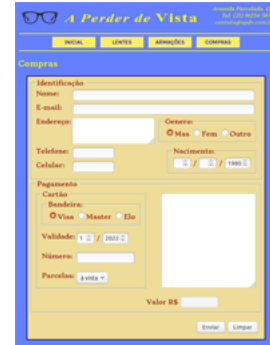 A Perder de Vista
INICIAL LENTES ARMAÇÕES COMPRAS
Compras
Identificação
Nome:
E-mail:
Endereço:
Genero:
Mas Fem Outro
Telefone:
Nascimento:
Celular:
/ / 1980
Pagamento
Cartão
Bandeira:
Visa Master Elo
Validade: 1 / 2022
Número:
Parcelas: à vista
Valor R$
Enviar Limpar